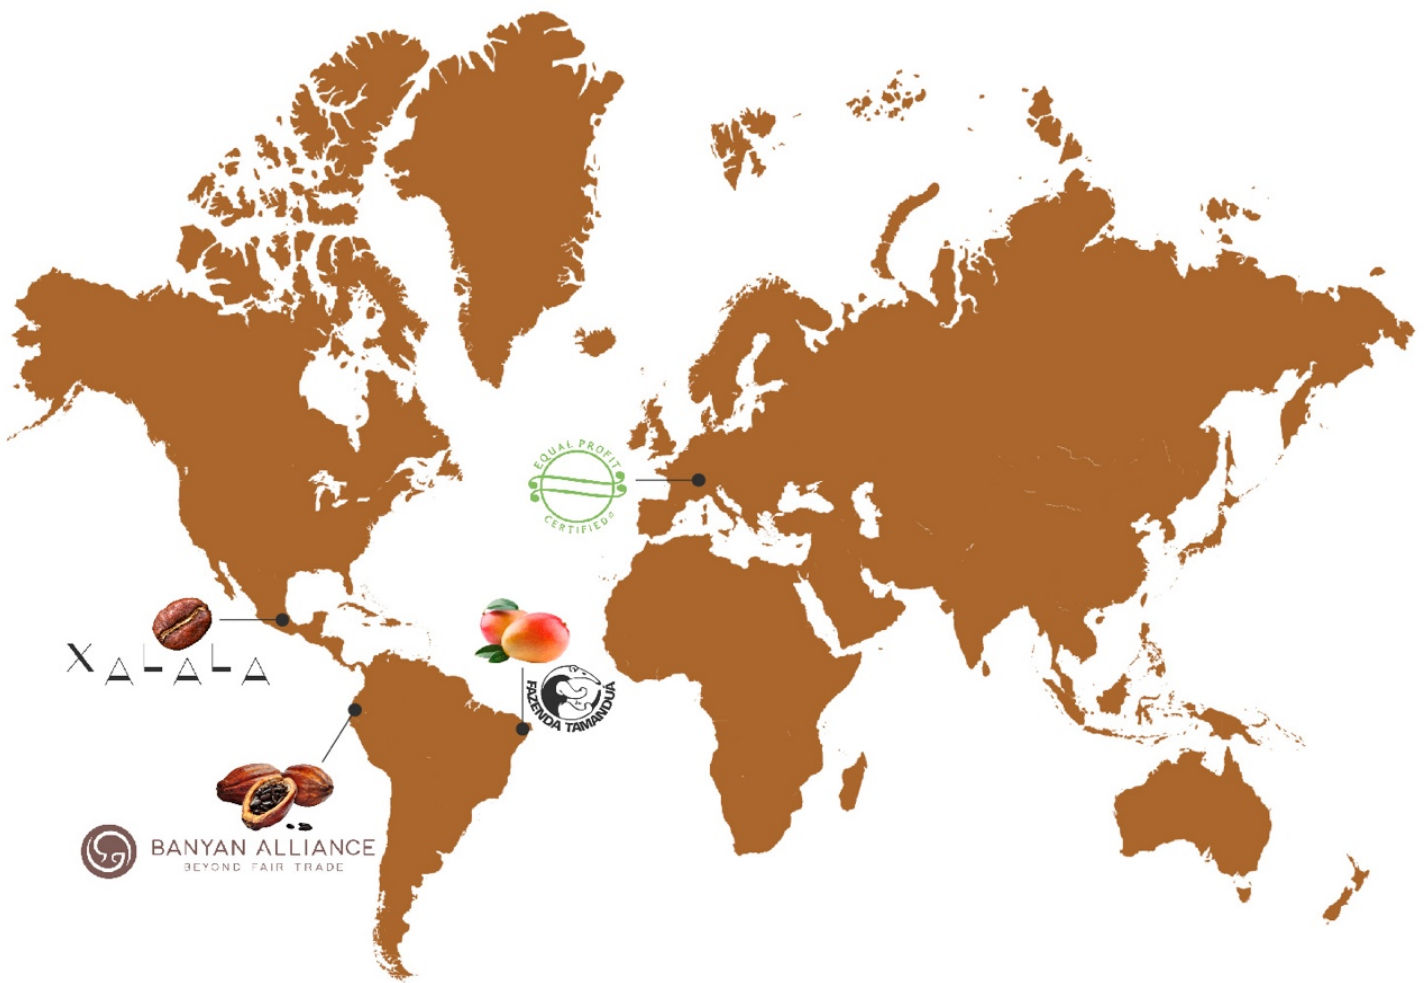 EQUAL PROFIT
CERTIFIED©
XALALA
FAZENDA TAMANDUÁ
BANYAN ALLIANCE
BEYOND FAIR TRADE